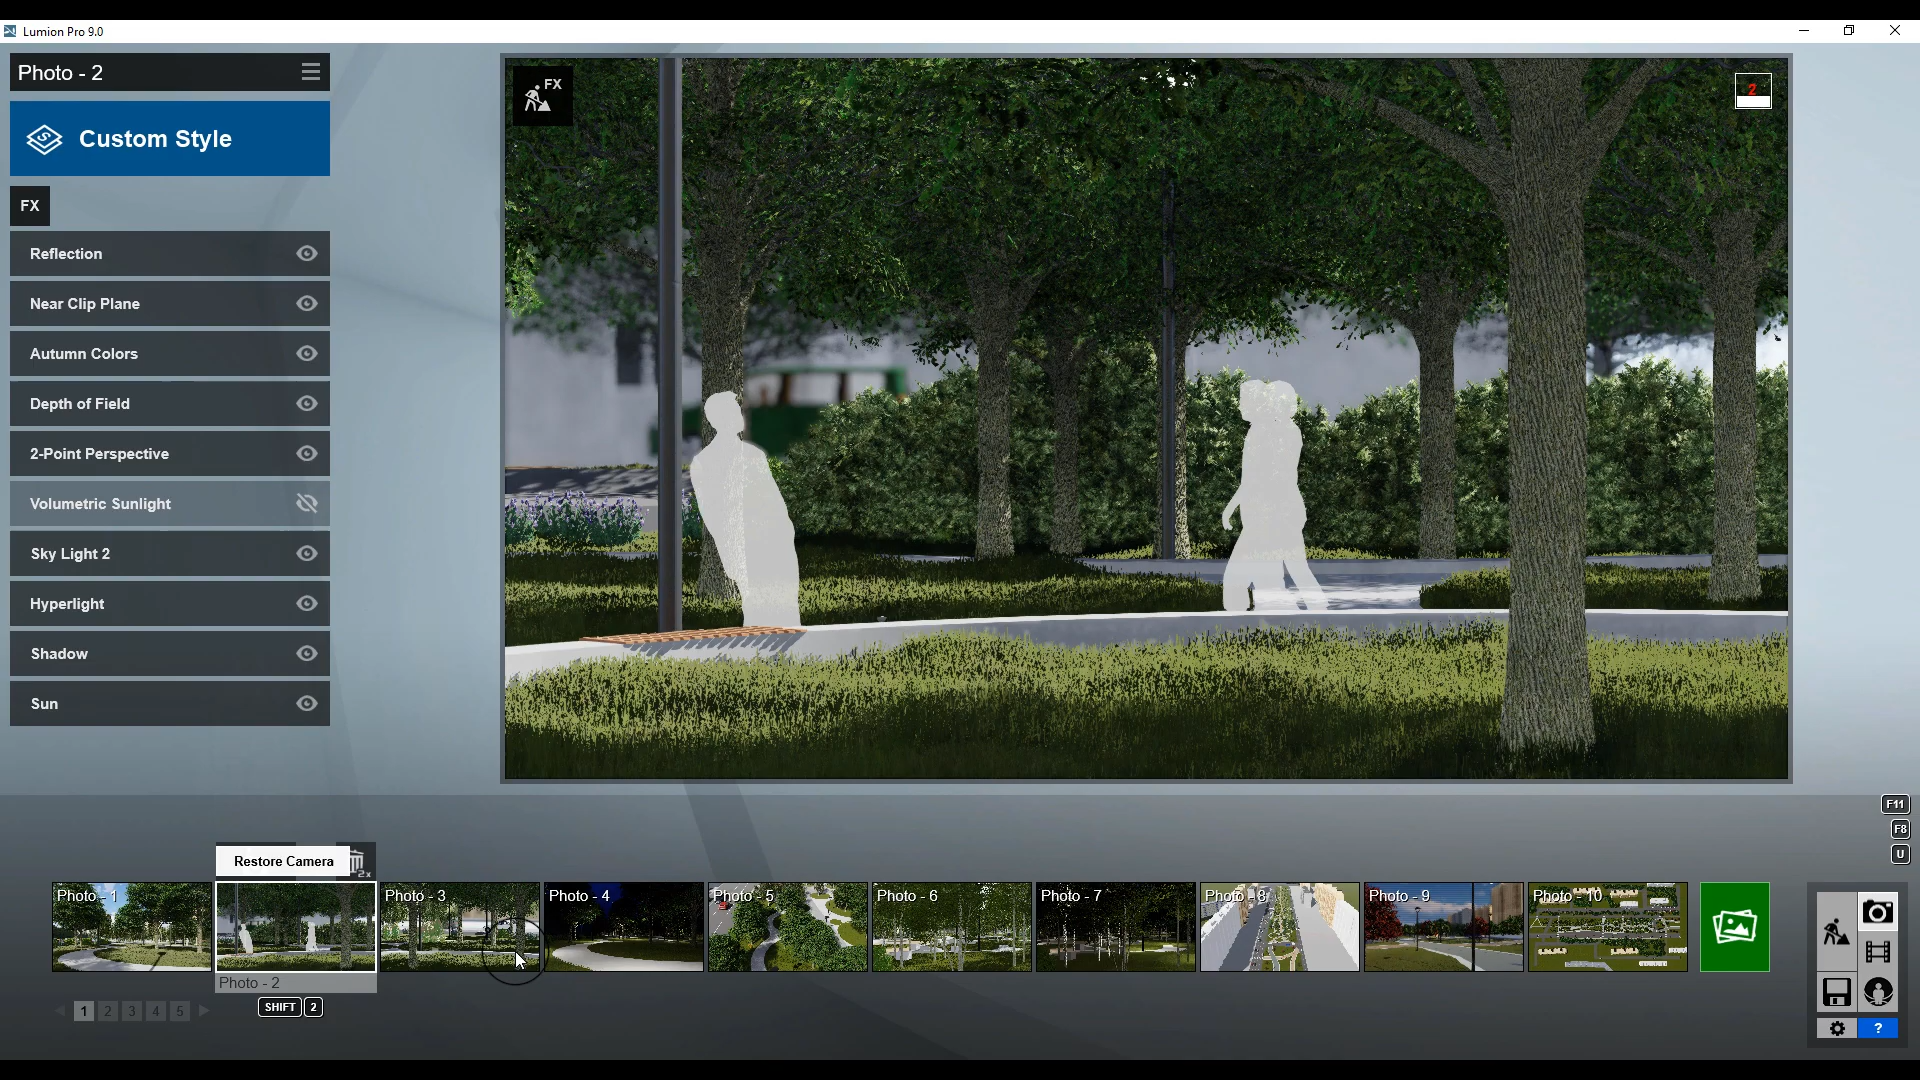 Lumion Pro 9.0
Photo - 2
Custom Style
FX
Reflection
Near Clip Plane
Autumn Colors
Depth of Field
2-Point Perspective
Volumetric Sunlight
Sky Light 2
Hyperlight
Shadow
Sun
FX
2
F11
F8
U
Restore Camera
2x
Photo - 1
Photo - 3
Photo - 4
Photo - 5
Photo - 6
Photo - 7
Photo - 8
Photo - 9
Photo - 10
Photo - 2
SHIFT 2
1 2 3 4 5
?